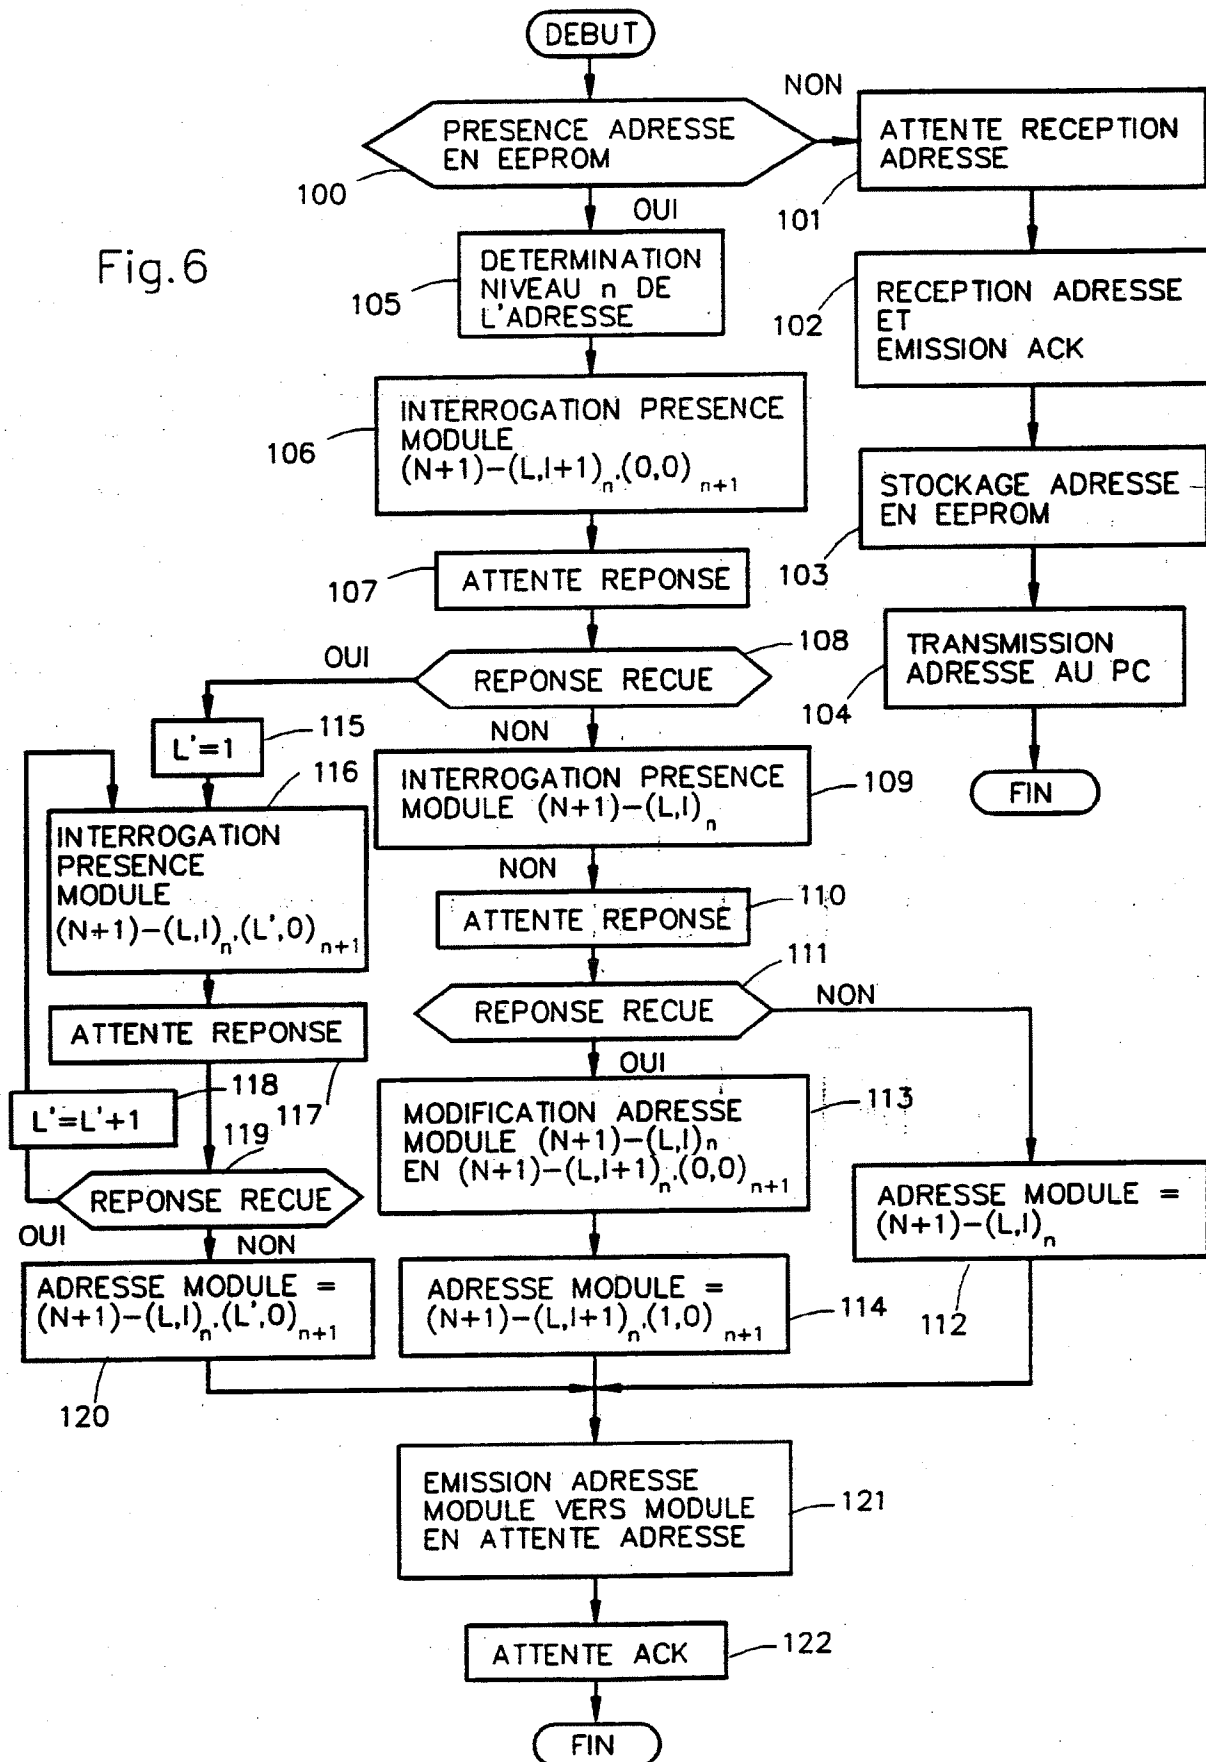 DEBUT
NON
PRESENCE ADRESSE
EN EEPROM
100
ATTENTE RECEPTION
ADRESSE
101
OUI
Fig.6
DETERMINATION
NIVEAU n DE
L'ADRESSE
105
RECEPTION ADRESSE
ET
EMISSION ACK
102
INTERROGATION PRESENCE
MODULE
(N+1)-(L,l+1)n.(0,0) n+1
106
STOCKAGE ADRESSE
EN EEPROM
103
ATTENTE REPONSE
107
TRANSMISSION
ADRESSE AU PC
104
OUI
REPONSE RECUE
108
NON
FIN
L'=1
115
116
INTERROGATION PRESENCE
MODULE (N+1)-(L,l)n
109
INTERROGATION
PRESENCE
MODULE
(N+1)-(L,l)n.(L',0)n+1
NON
ATTENTE REPONSE
110
REPONSE RECUE
111
NON
ATTENTE REPONSE
117
OUI
L'=L'+1
118
119
MODIFICATION ADRESSE
MODULE (N+1)-(L,l)n
EN (N+1)-(L,l+1)n.(0,0)n+1
113
REPONSE RECUE
OUI
NON
ADRESSE MODULE =
(N+1)-(L,l)n
112
ADRESSE MODULE =
(N+1)-(L,l)n.(L',0)n+1
120
ADRESSE MODULE =
(N+1)-(L,l+1)n.(1,0) n+1
114
EMISSION ADRESSE
MODULE VERS MODULE
EN ATTENTE ADRESSE
121
ATTENTE ACK
122
FIN